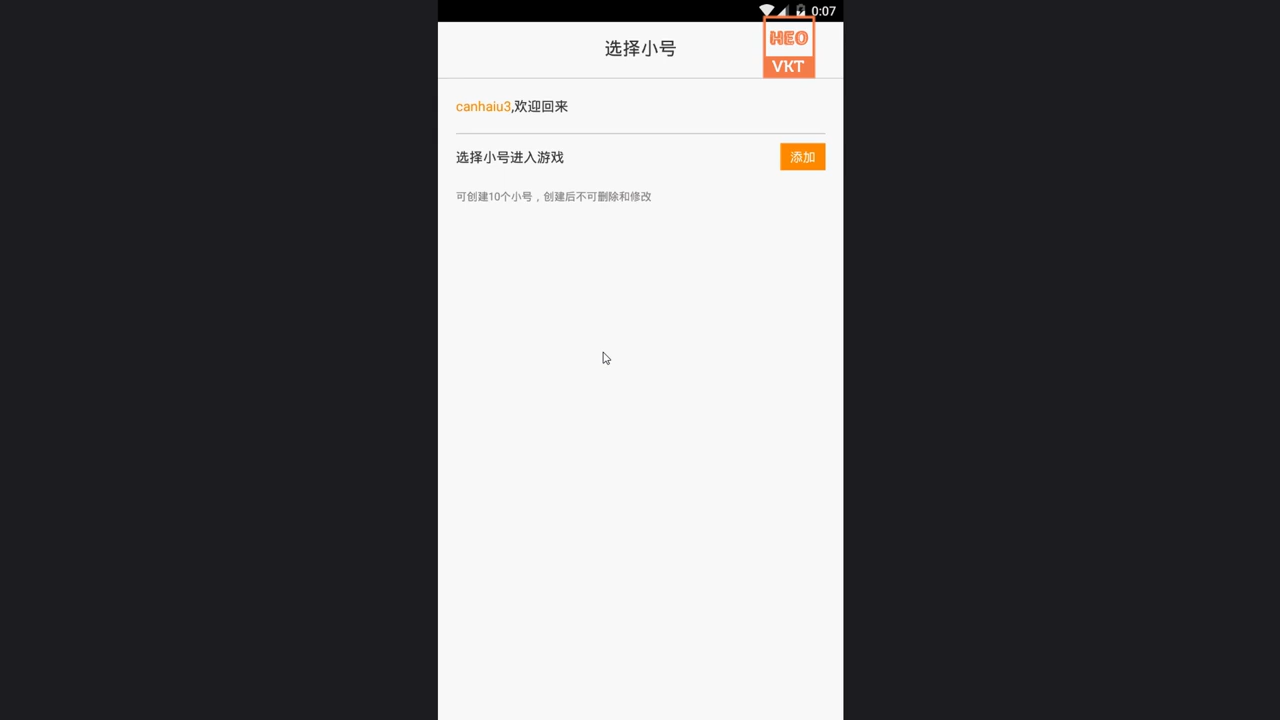 0:07
选择小号
HEO
VKT
canhaiu3,欢迎回来
选择小号进入游戏
添加
可创建10个小号，创建后不可删除和修改